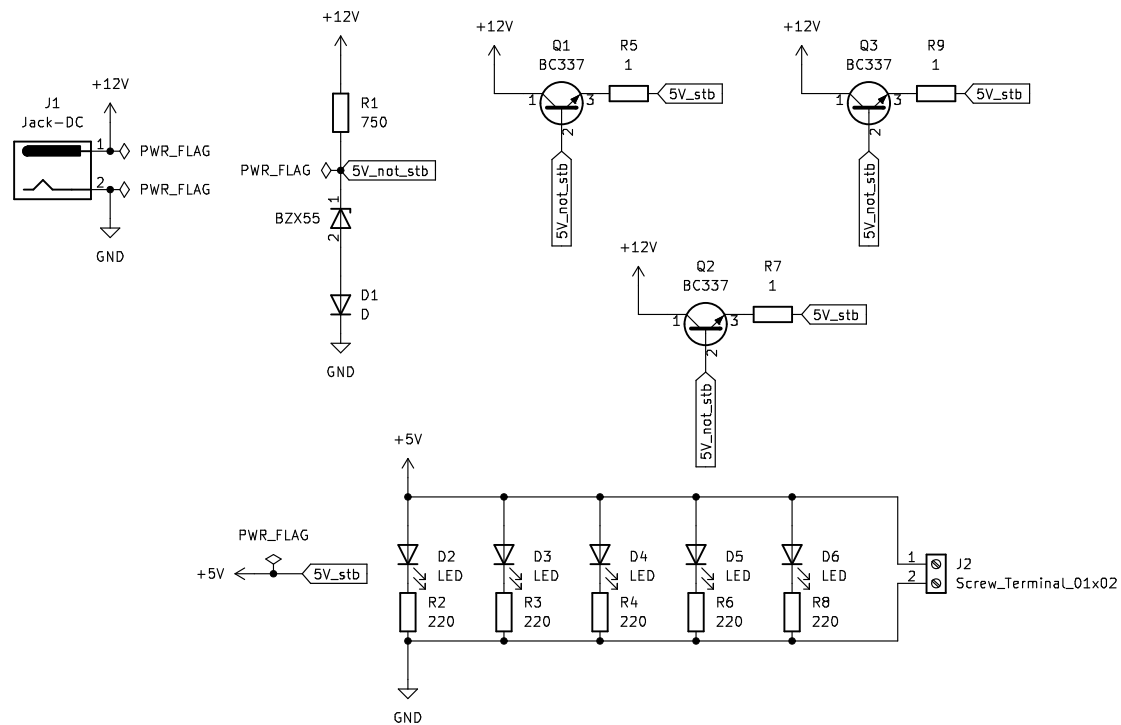 J1
Jack-DC
+12V
1
PWR_FLAG
2
PWR_FLAG
GND
+12V
R1
750
PWR_FLAG
5V_not_stb
1
BZX55
2
D1
D
GND
+12V
Q1
BC337
1
3
2
R5
1
5V_stb
5V_not_stb
+12V
Q3
BC337
1
3
2
R9
1
5V_stb
5V_not_stb
+12V
Q2
BC337
1
3
2
R7
1
5V_stb
5V_not_stb
PWR_FLAG
+5V
5V_stb
+5V
D2
LED
D3
LED
D4
LED
D5
LED
D6
LED
R2
220
R3
220
R4
220
R6
220
R8
220
1
2
J2
Screw_Terminal_01x02
GND